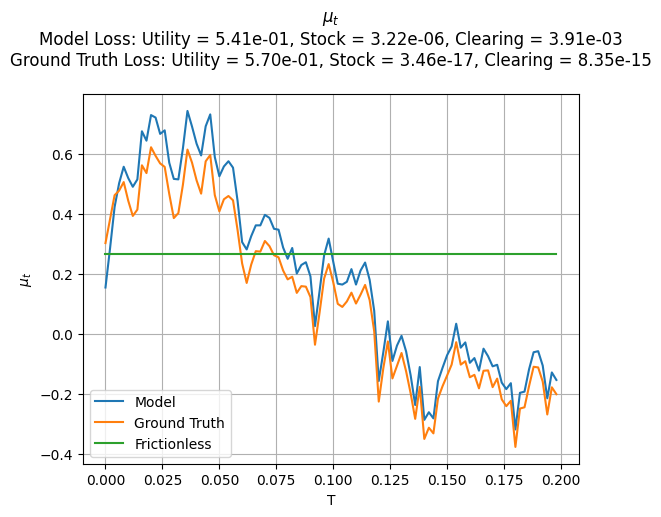 μ_t
Model Loss: Utility = 5.41e-01, Stock = 3.22e-06, Clearing = 3.91e-03
Ground Truth Loss: Utility = 5.70e-01, Stock = 3.46e-17, Clearing = 8.35e-15
0.6
0.4
0.2
0.0
−0.2
−0.4
μ_t
Model
Ground Truth
Frictionless
0.000 0.025 0.050 0.075 0.100 0.125 0.150 0.175 0.200
T